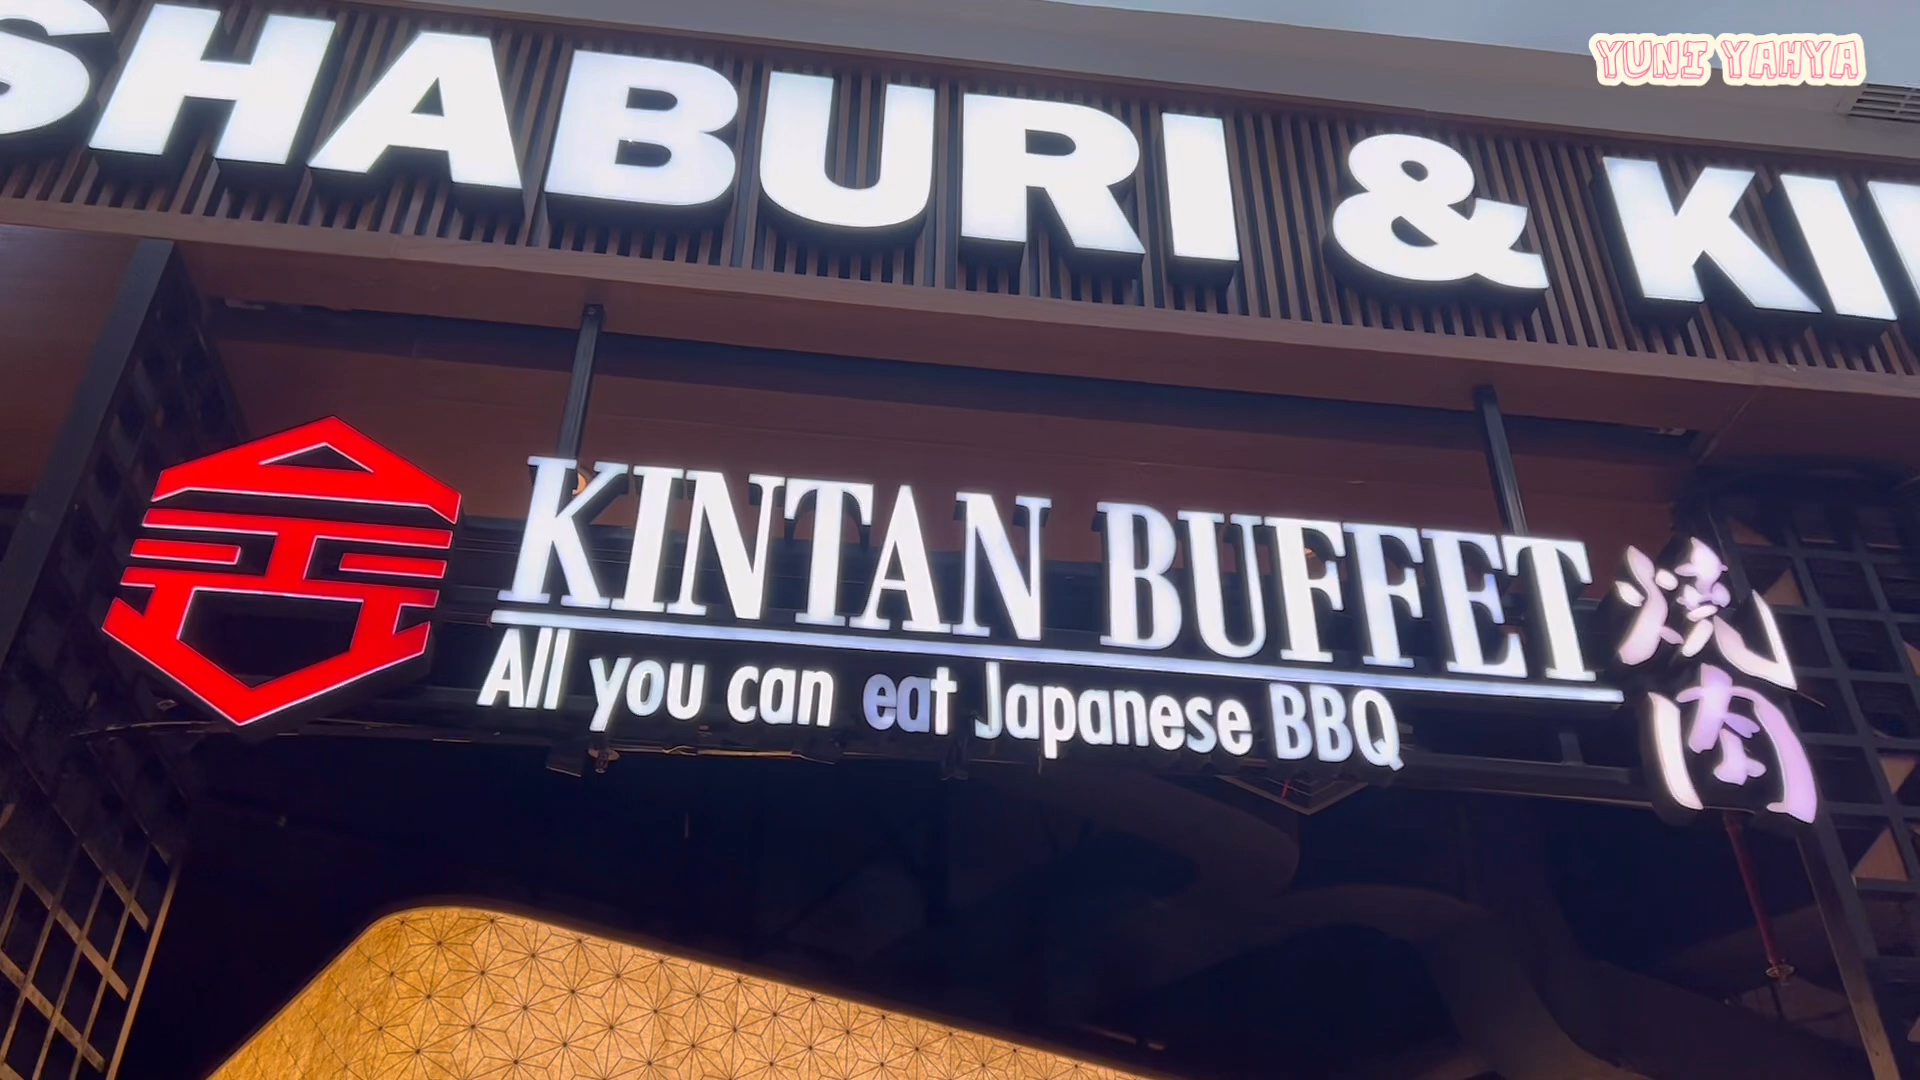 YUNI YAHYA
SHABURI & KI
KINTAN BUFFET
All you can eat Japanese BBQ
焼肉